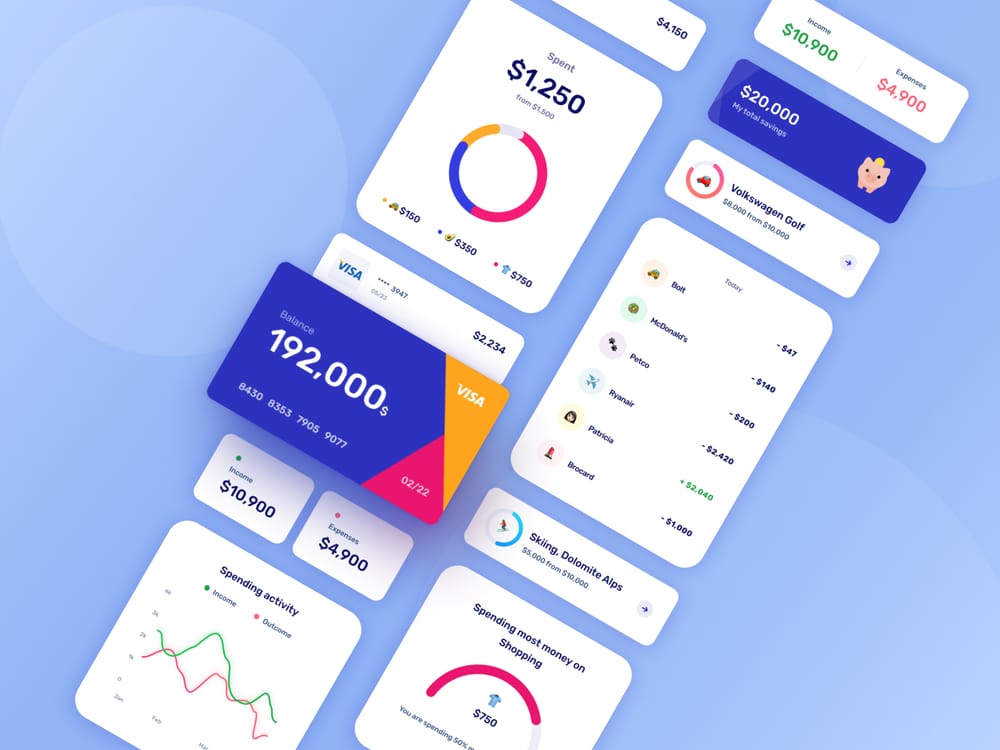 $4,150
Spent
$1,250
from $1,500
$150
$350
$750
VISA
•••• 3947
05/23
$2,234
Balance
192,000$
8430 8353 7905 9077
VISA
02/22
Income
$10,900
Expenses
$4,900
Spending activity
Income
Outcome
4k
3k
2k
1k
0
Jan
Feb
Income
$10,900
Expenses
$4,900
$20,000
My total savings
Volkswagen Golf
$8,000 from $10,000
Today
Bolt
- $47
McDonald's
- $140
Petco
- $200
Ryanair
- $2,420
Patricia
+ $2,040
Brocard
- $1,000
Skiing, Dolomite Alps
$5,000 from $10,000
Spending most money on
Shopping
$750
You are spending 50%